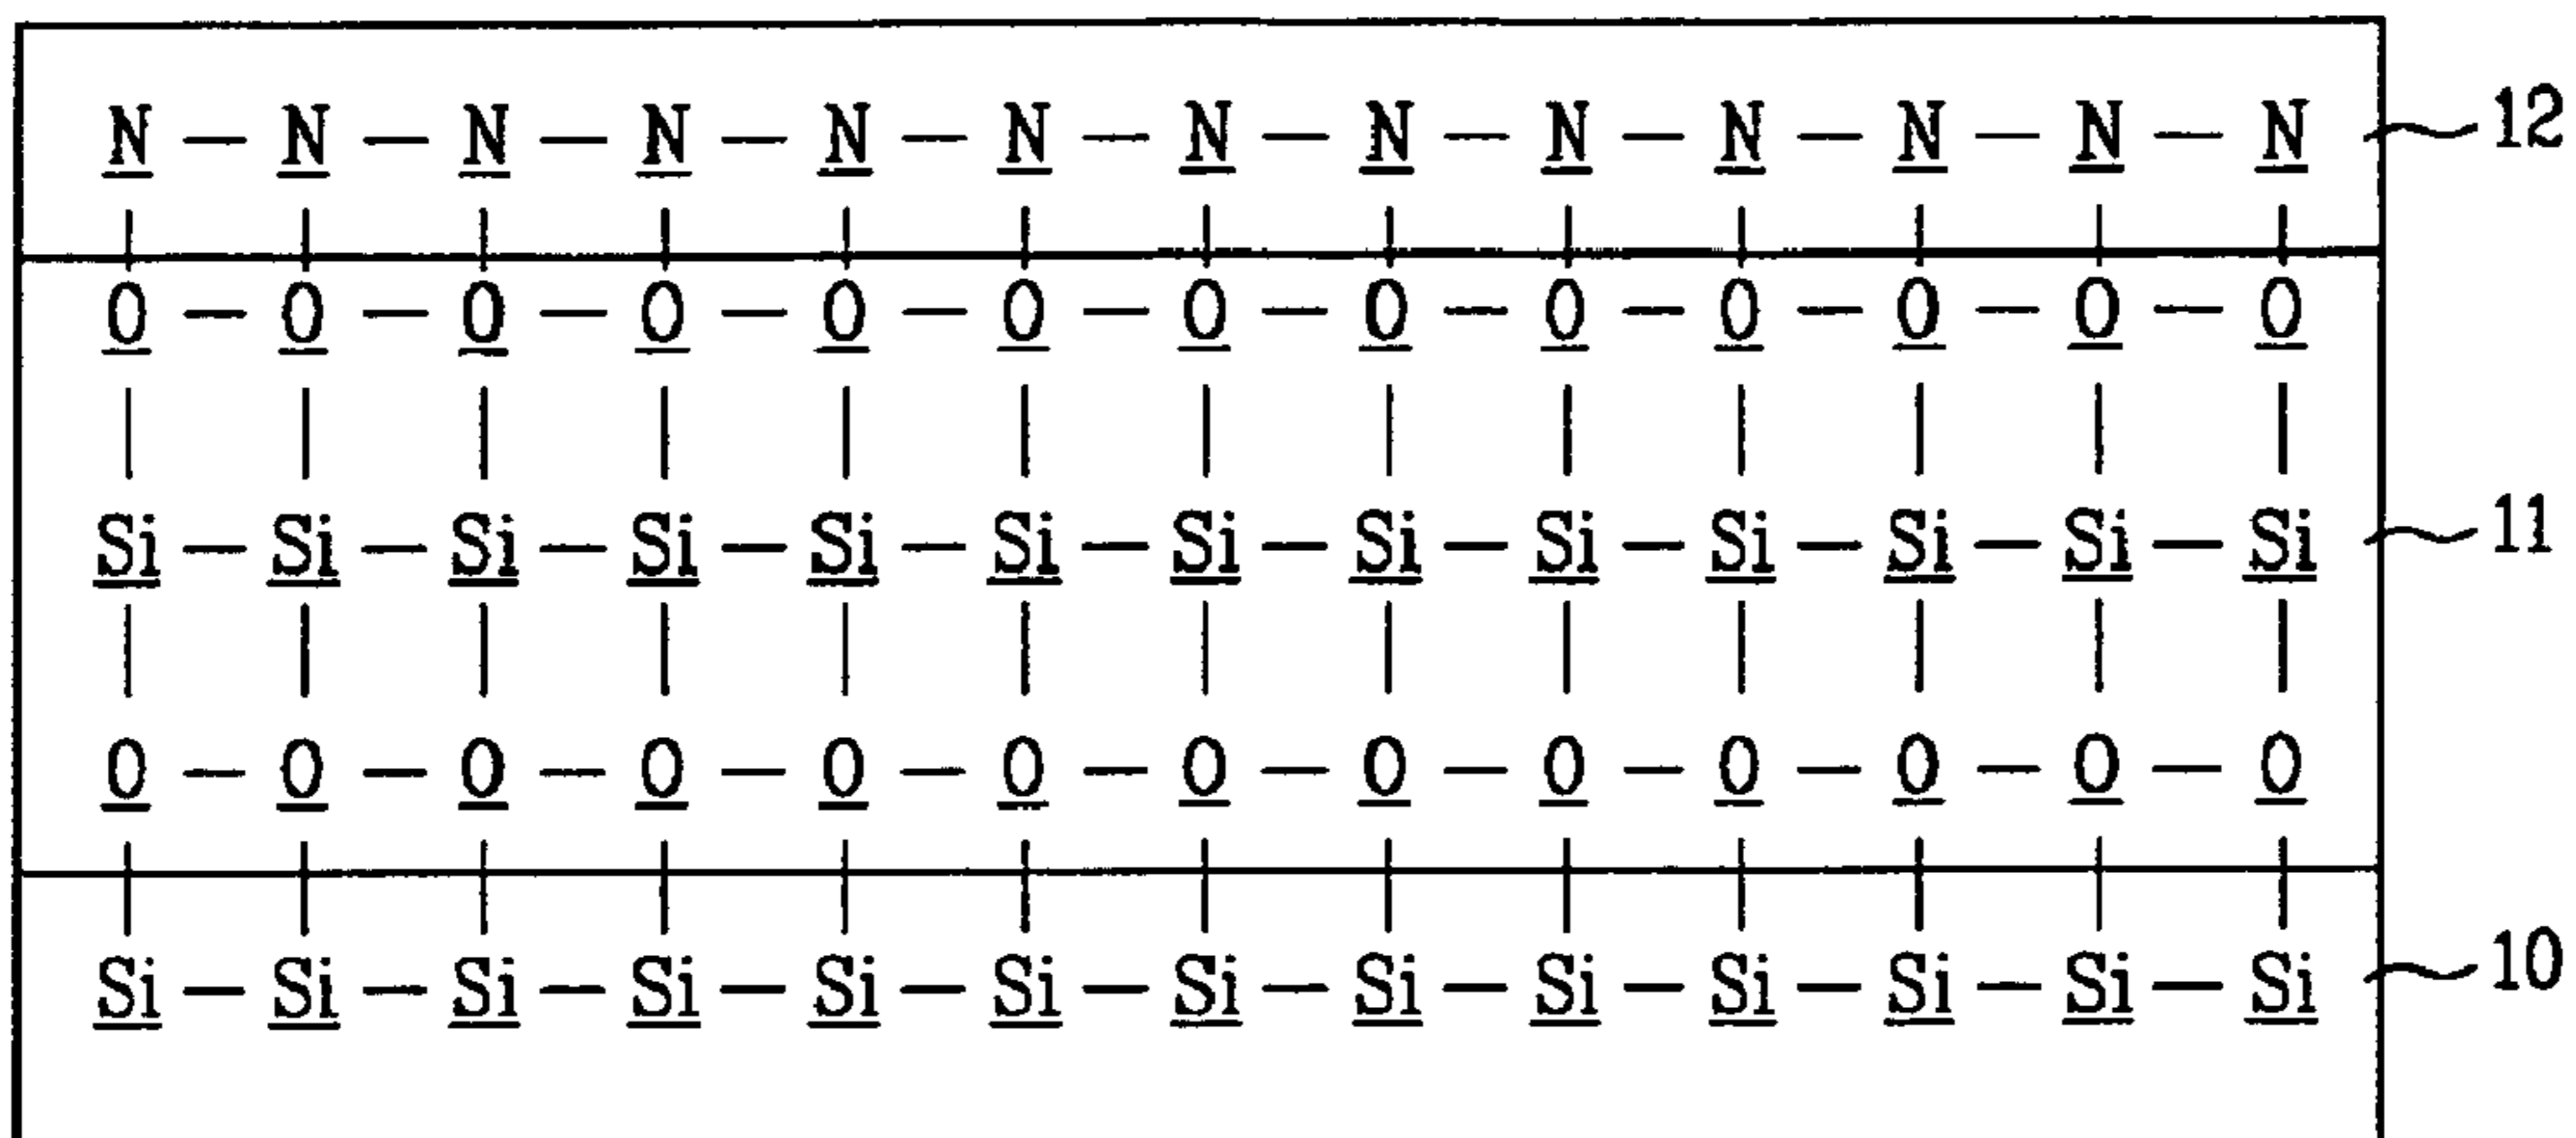 N — N — N — N — N — N — N — N — N — N — N — N — N 12
O — O — O — O — O — O — O — O — O — O — O — O — O
Si — Si — Si — Si — Si — Si — Si — Si — Si — Si — Si — Si — Si 11
O — O — O — O — O — O — O — O — O — O — O — O — O
Si — Si — Si — Si — Si — Si — Si — Si — Si — Si — Si — Si — Si 10